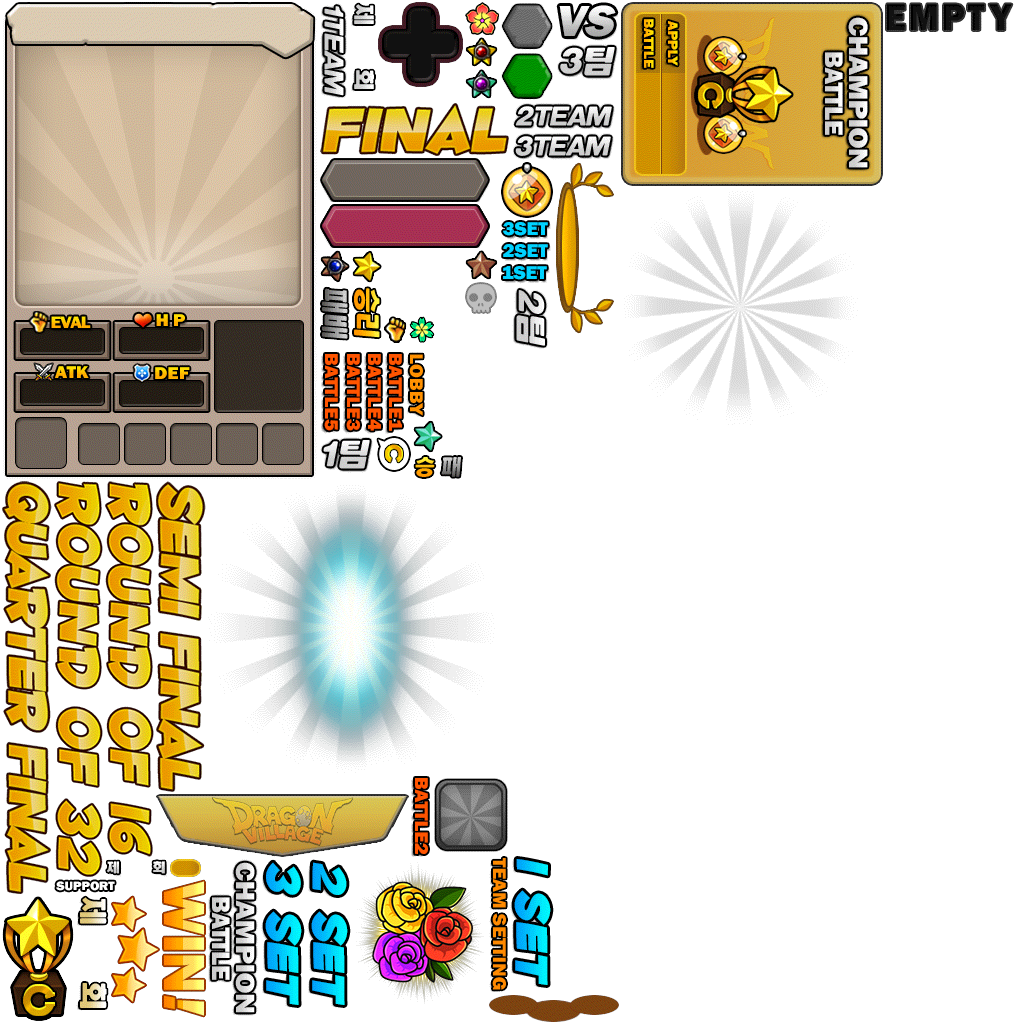 제 회
1TEAM
VS
3팀
CHAMPION
BATTLE
APPLY
BATTLE
EMPTY
FINAL
2TEAM
3TEAM
3SET
2SET
1SET
2팀
패배
승리
EVAL
HP
ATK
DEF
BATTLE5
BATTLE3
BATTLE4
BATTLE1
LOBBY
1팀
C
승
패
QUARTER FINAL
ROUND OF 32
ROUND OF 16
SEMI FINAL
DRAGON
VILLAGE
BATTLE2
제 회
SUPPORT
제 회
WIN!
CHAMPION
BATTLE
3 SET
2 SET
TEAM SETTING
1 SET
C